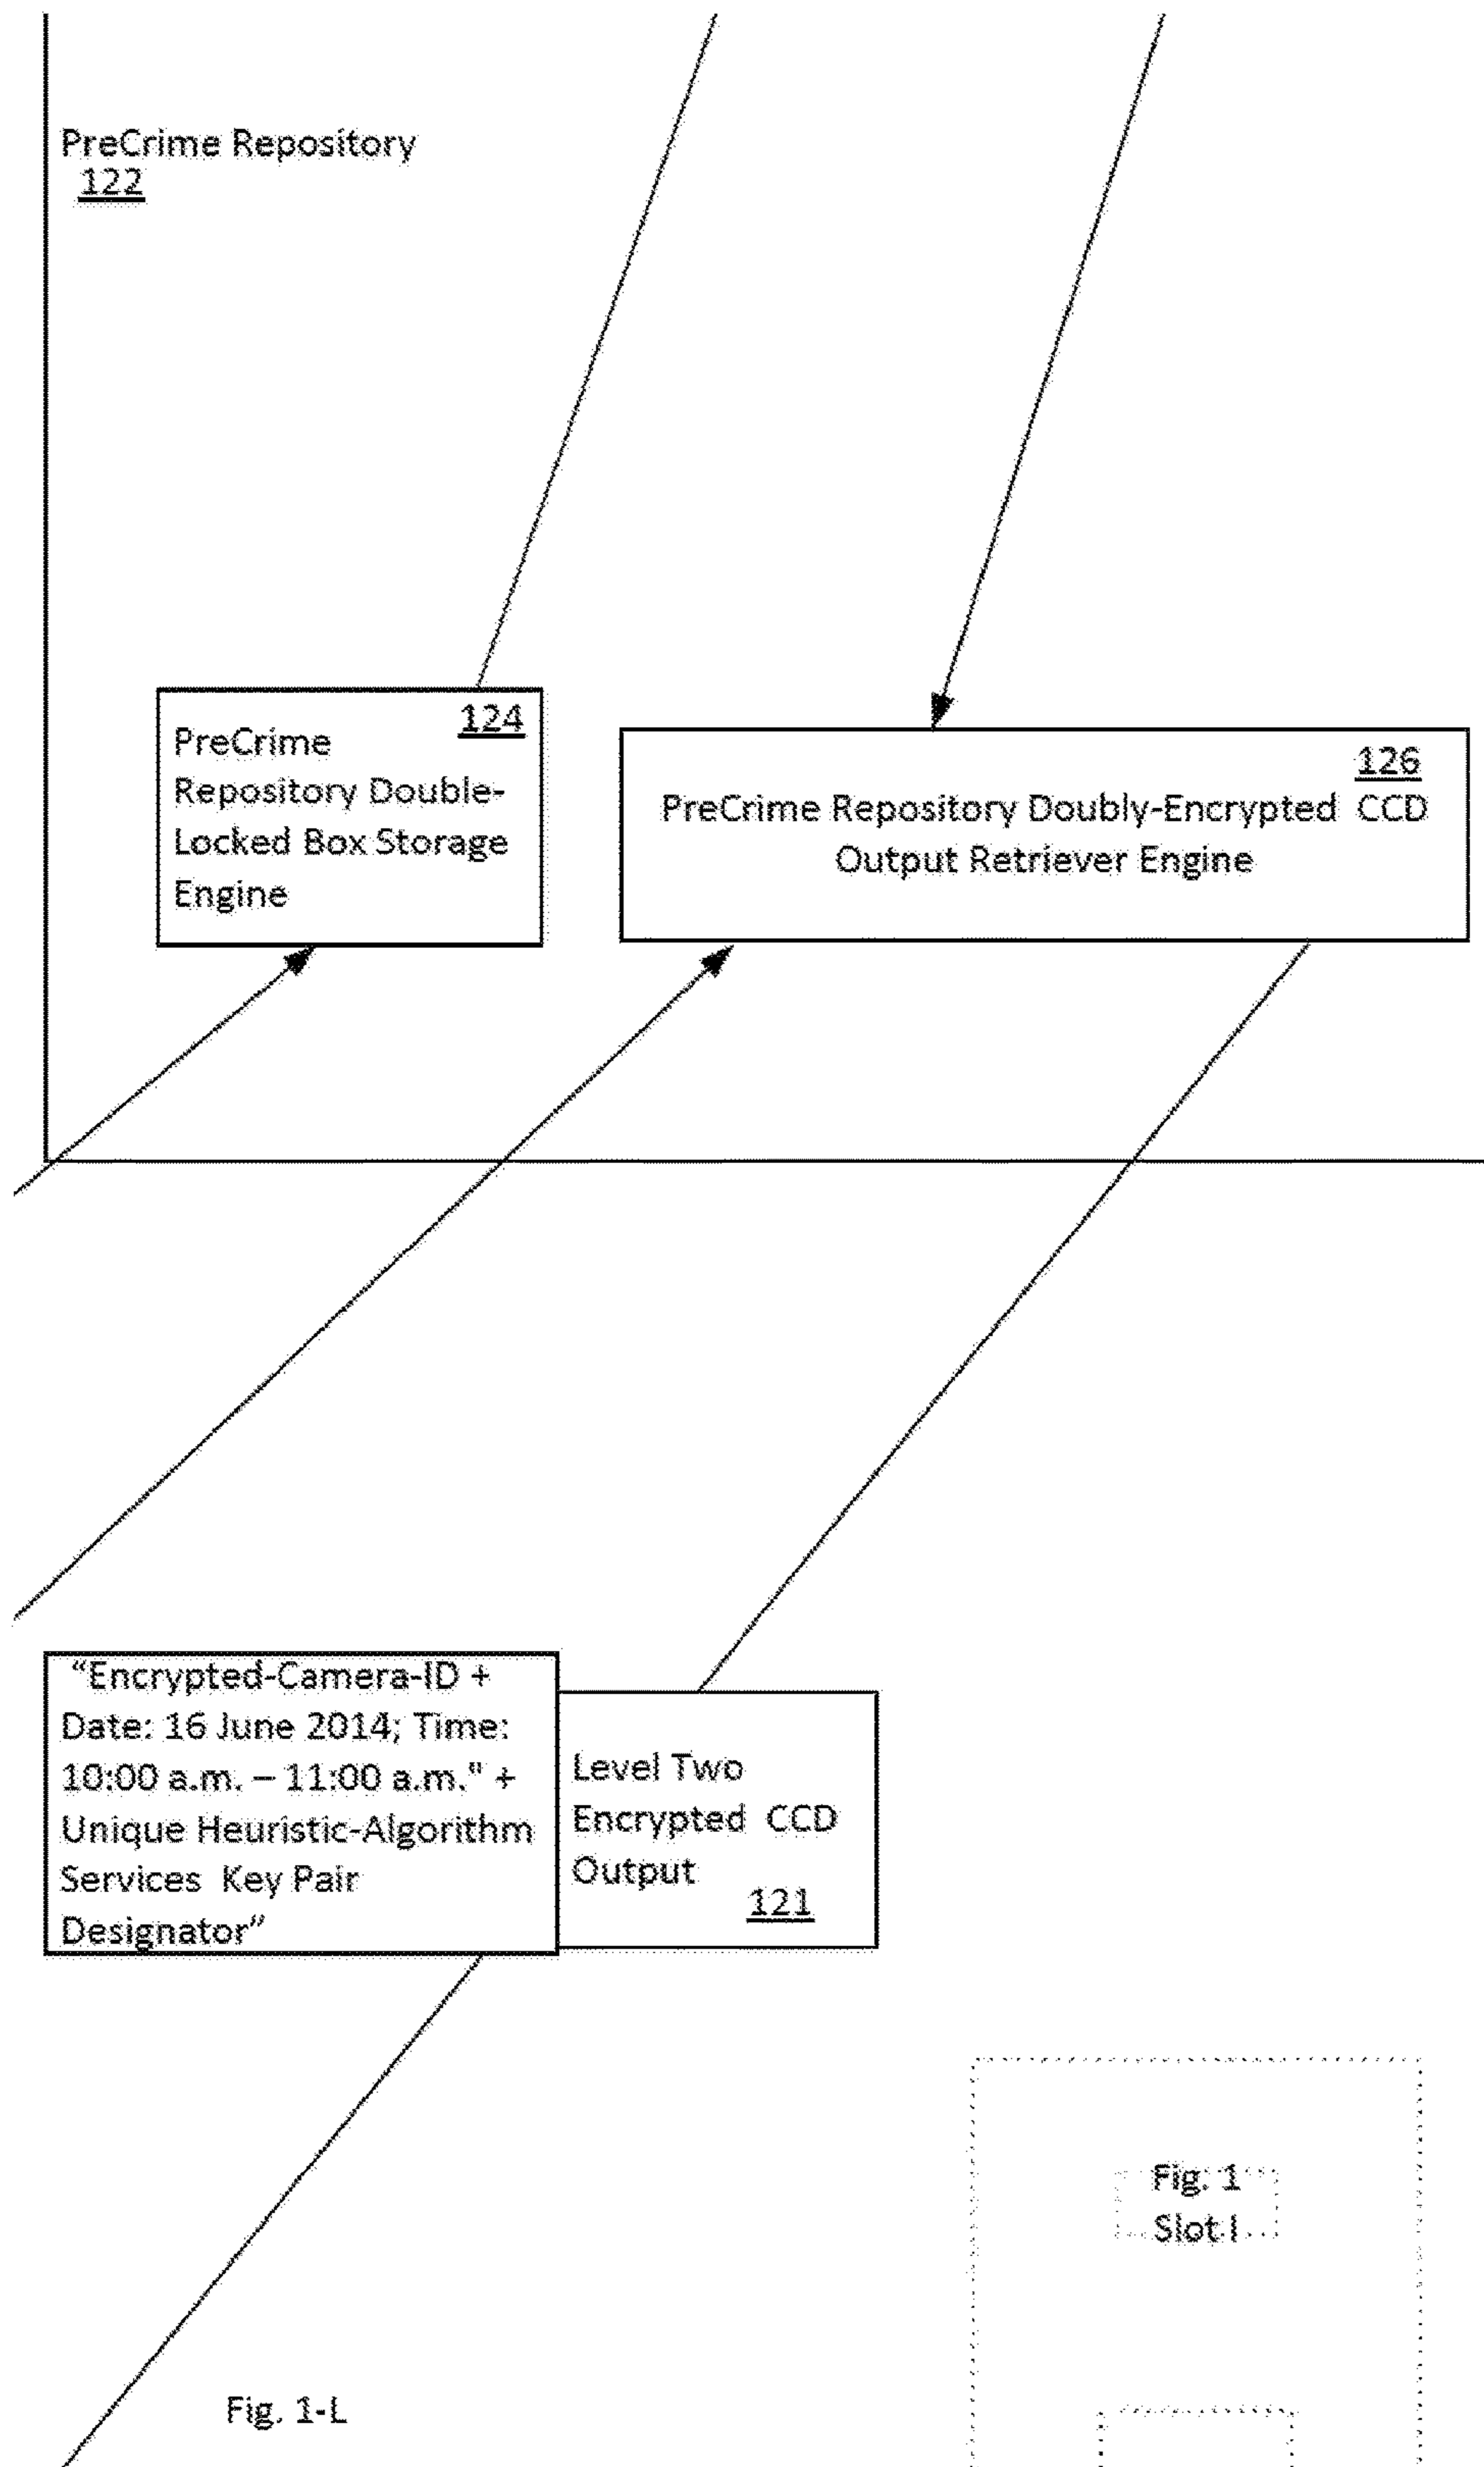 PreCrime Repository
122
124
PreCrime
Repository Double-
Locked Box Storage
Engine
126
PreCrime Repository Doubly-Encrypted CCD
Output Retriever Engine
“Encrypted-Camera-ID +
Date: 16 June 2014; Time:
10:00 a.m. – 11:00 a.m." +
Unique Heuristic-Algorithm
Services Key Pair
Designator”
Level Two
Encrypted CCD
Output
121
Fig. 1
Slot I
Fig. 1-L